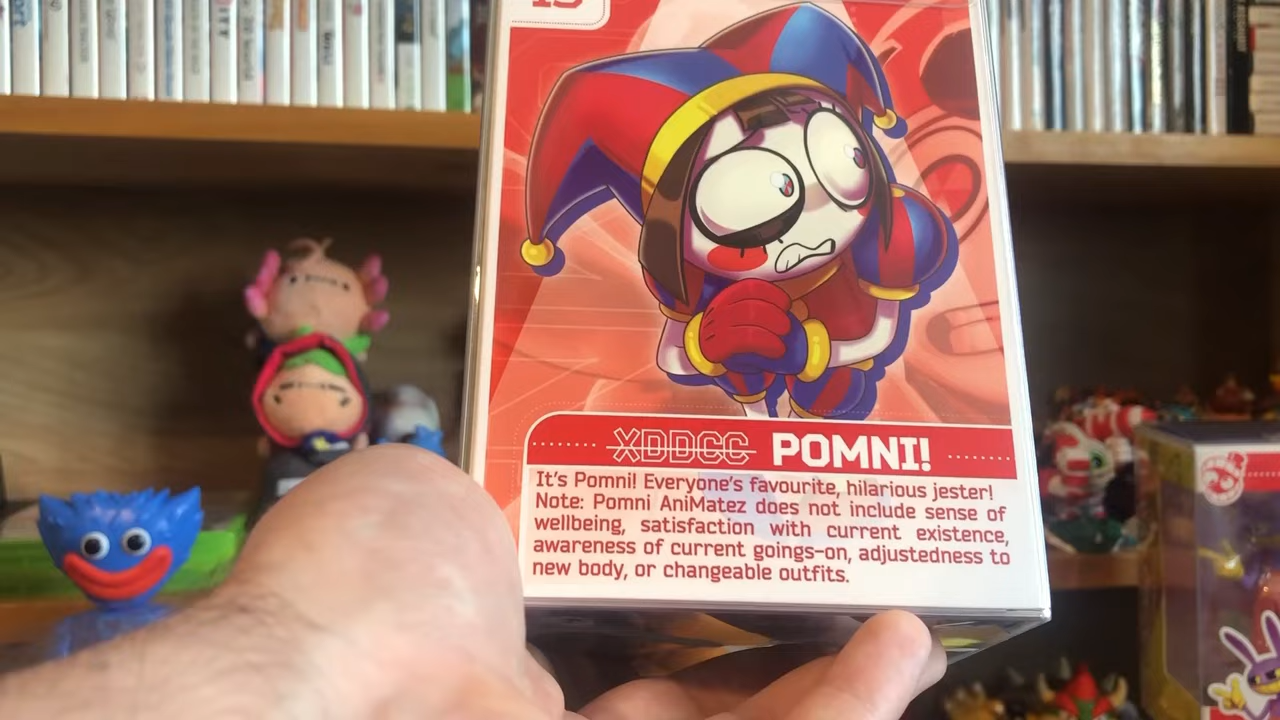 XDDCC POMNI!
It's Pomni! Everyone's favourite, hilarious jester!
Note: Pomni AniMatez does not include sense of
wellbeing, satisfaction with current existence,
awareness of current goings-on, adjustedness to
new body, or changeable outfits.